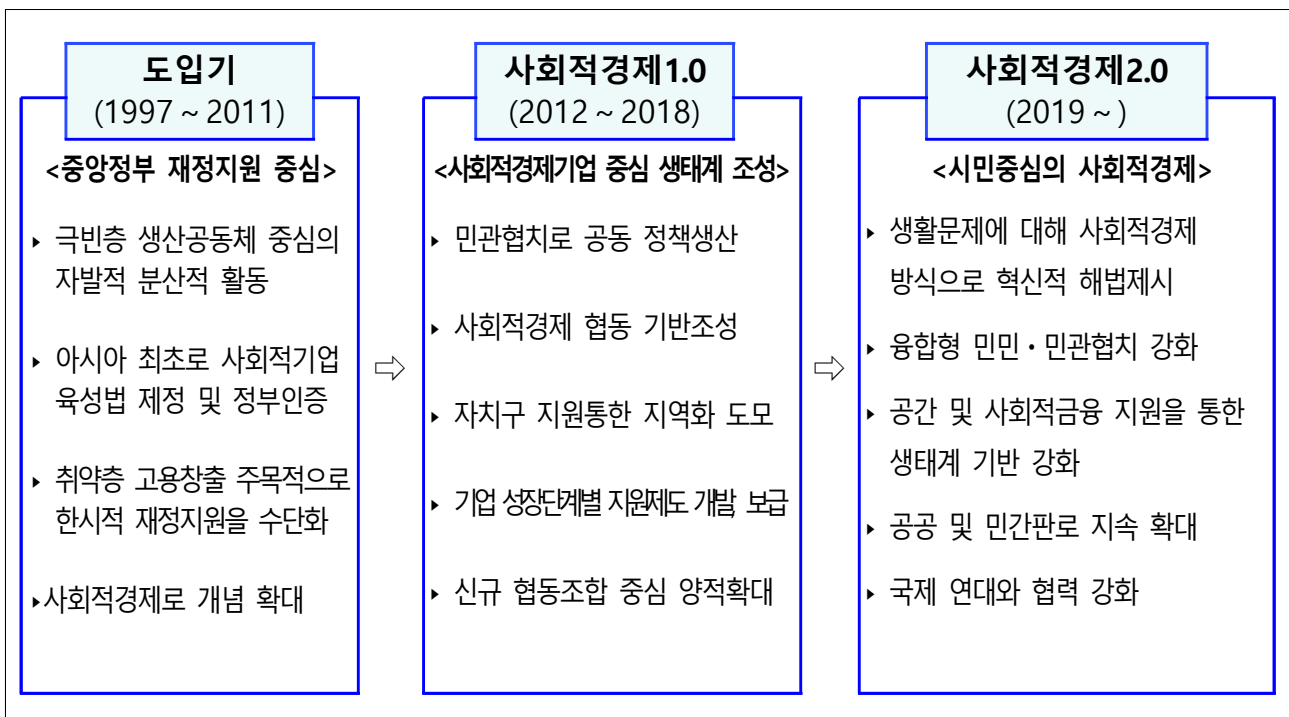 도입기
(1997 ~ 2011)
<중앙정부 재정지원 중심>
▸ 극빈층 생산공동체 중심의
자발적 분산적 활동
▸ 아시아 최초로 사회적기업
육성법 제정 및 정부인증
▸ 취약층 고용창출 주목적으로
한시적 재정지원을 수단화
▸사회적경제로 개념 확대
⇨
사회적경제1.0
(2012 ~ 2018)
<사회적경제기업 중심 생태계 조성>
▸ 민관협치로 공동 정책생산
▸ 사회적경제 협동 기반조성
▸ 자치구 지원통한 지역화 도모
▸ 기업 성장단계별 지원제도 개발, 보급
▸ 신규 협동조합 중심 양적확대
⇨
사회적경제2.0
(2019 ~ )
<시민중심의 사회적경제>
▸ 생활문제에 대해 사회적경제
방식으로 혁신적 해법제시
▸ 융합형 민민・민관협치 강화
▸ 공간 및 사회적금융 지원을 통한
생태계 기반 강화
▸ 공공 및 민간판로 지속 확대
▸ 국제 연대와 협력 강화